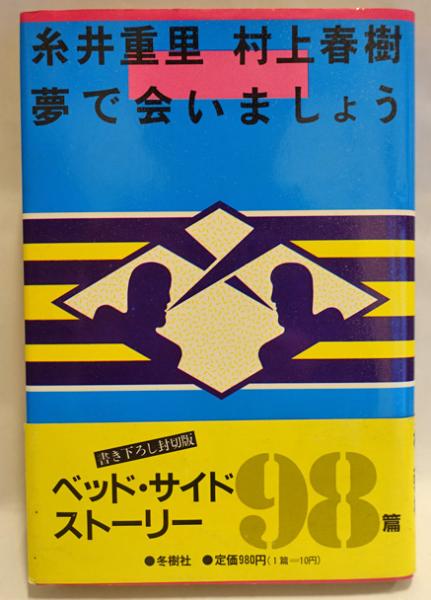 糸井重里 村上春樹
夢で会いましょう
書き下ろし封切版
ベッド・サイド
ストーリー
98篇
●冬樹社 ●定価980円(1篇=10円)